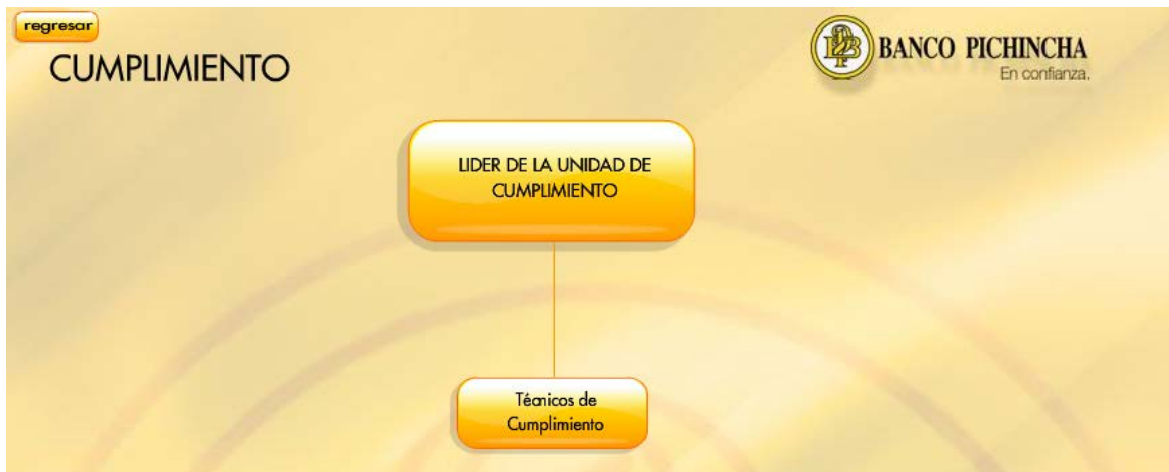 regresar
CUMPLIMIENTO
BANCO PICHINCHA
En confianza.
LIDER DE LA UNIDAD DE
CUMPLIMIENTO
Técnicos de
Cumplimiento